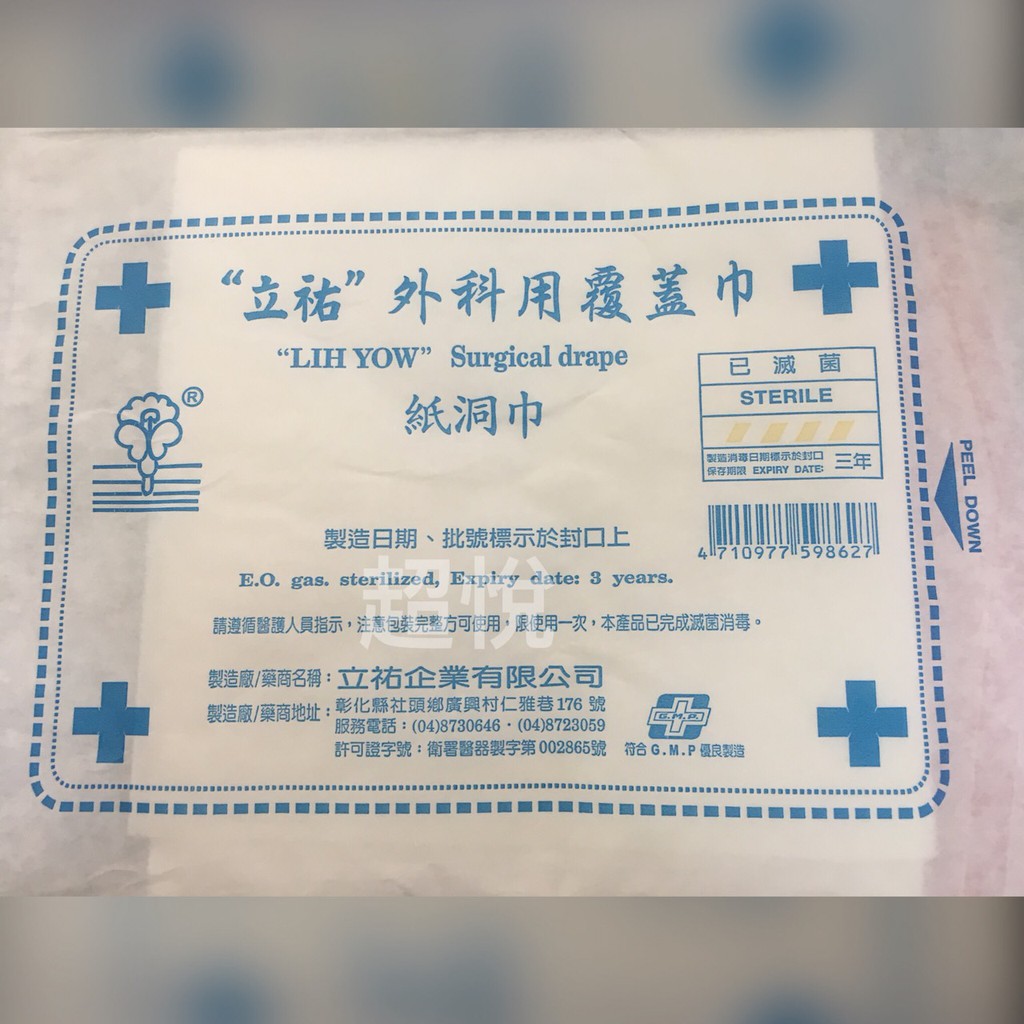 “立祐”外科用覆蓋巾
“LIH YOW” Surgical drape
紙洞巾
®
已滅菌
STERILE
製造消毒日期標示於封口
保存期限 EXPIRY DATE: 三年
PEEL DOWN
4 710977 598627
製造日期、批號標示於封口上
E.O. gas. sterilized, Expiry date: 3 years.
超悅
請遵循醫護人員指示，注意包裝完整方可使用，限使用一次，本產品已完成滅菌消毒。
製造廠/藥商名稱：立祐企業有限公司
製造廠/藥商地址：彰化縣社頭鄉廣興村仁雅巷176號
服務電話：(04)8730646・(04)8723059
許可證字號：衛署醫器製字第002865號
G.M.P.
符合G.M.P優良製造